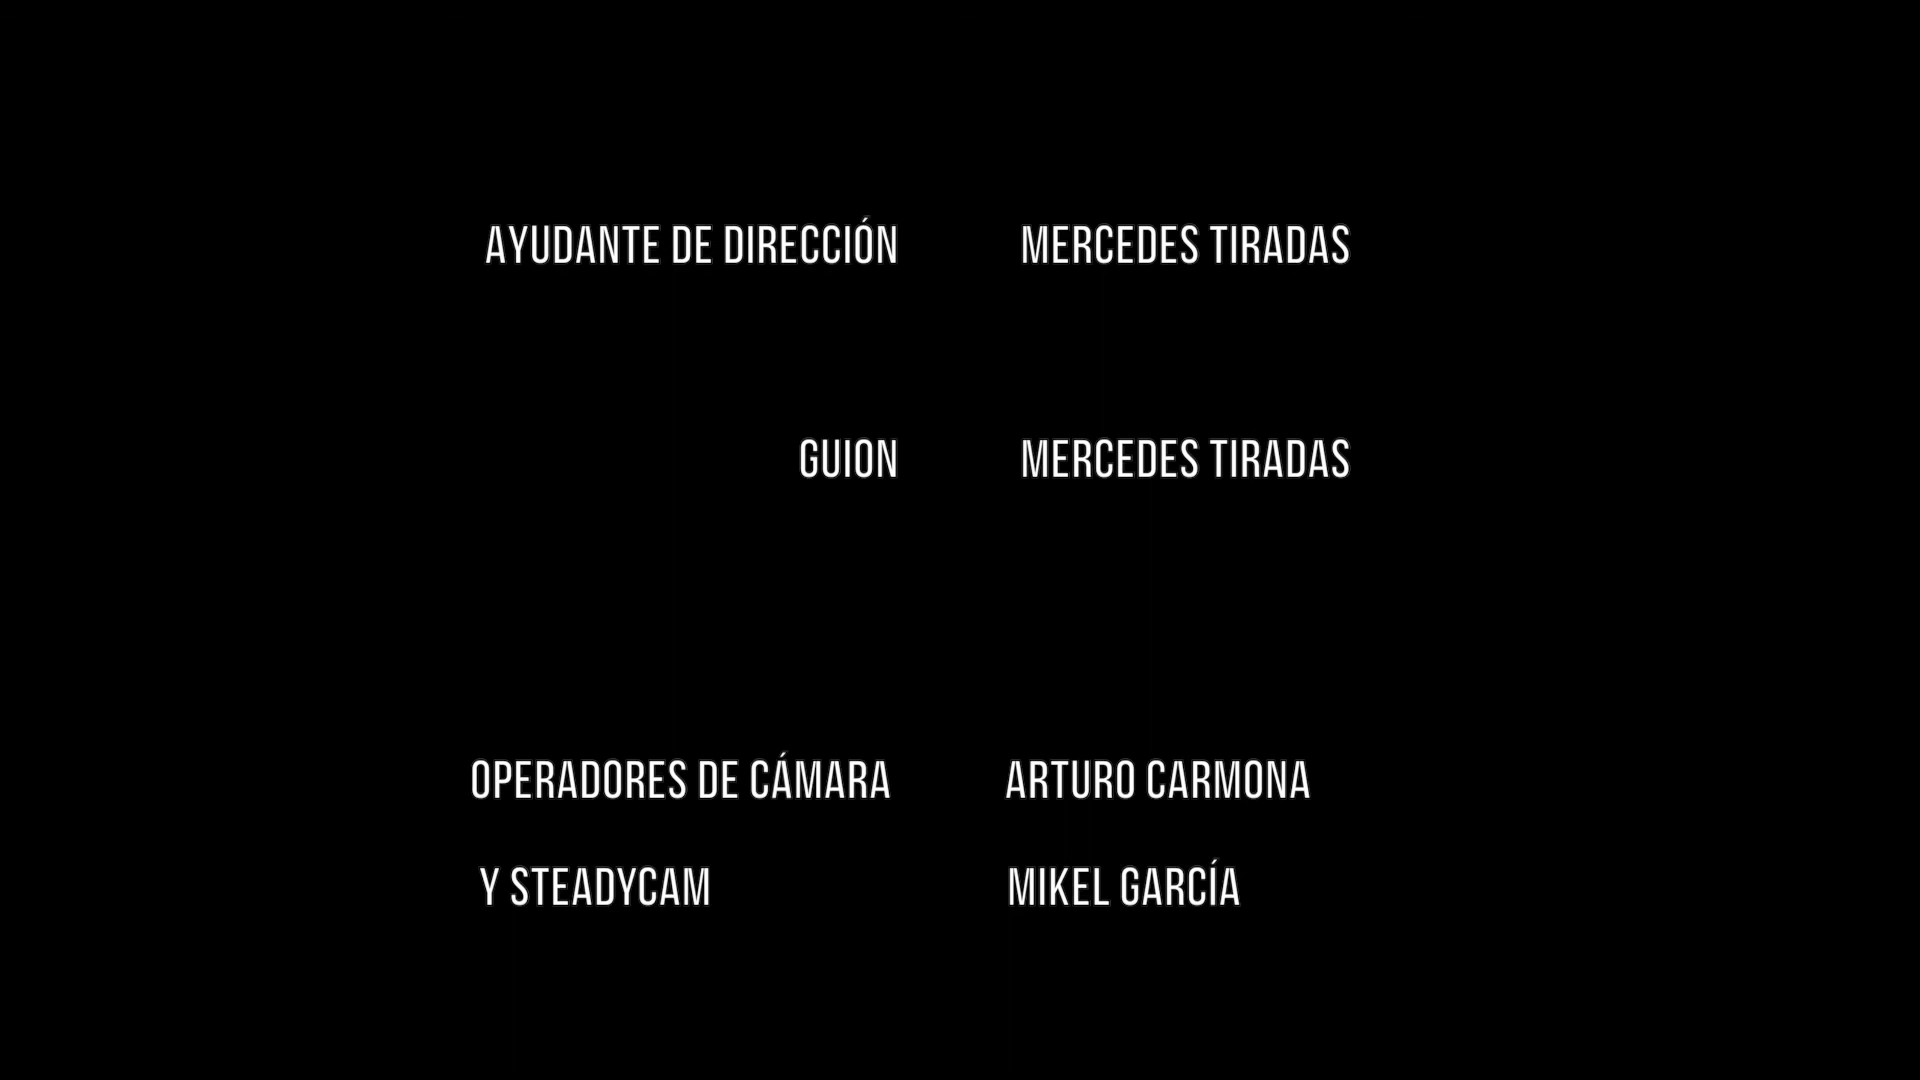 AYUDANTE DE DIRECCIÓN MERCEDES TIRADAS
GUION MERCEDES TIRADAS
OPERADORES DE CÁMARA ARTURO CARMONA
Y STEADYCAM MIKEL GARCÍA